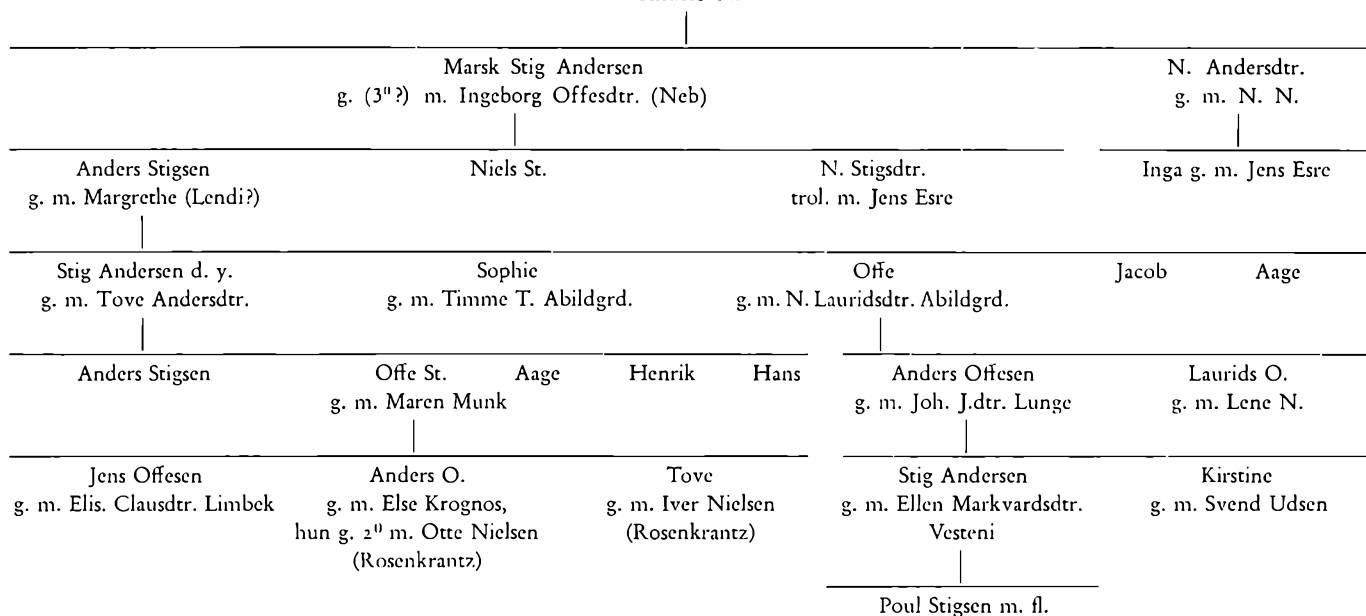 Marsk Stig Andersen
g. (3º?) m. Ingeborg Offesdtr. (Neb)
N. Andersdtr.
g. m. N. N.
Anders Stigsen
g. m. Margrethe (Lendi?)
Niels St.
N. Stigsdtr.
trol. m. Jens Esre
Inga g. m. Jens Esre
Stig Andersen d. y.
g. m. Tove Andersdtr.
Sophie
g. m. Timme T. Abildgrd.
Offe
g. m. N. Lauridsdtr. Abildgrd.
Jacob
Aage
Anders Stigsen
Offe St.
g. m. Maren Munk
Aage
Henrik
Hans
Anders Offesen
g. m. Joh. J.dtr. Lunge
Laurids O.
g. m. Lene N.
Jens Offesen
g. m. Elis. Clausdtr. Limbek
Anders O.
g. m. Else Krognos,
hun g. 2º m. Otte Nielsen
(Rosenkrantz)
Tove
g. m. Iver Nielsen
(Rosenkrantz)
Stig Andersen
g. m. Ellen Markvardsdtr.
Vesteni
Kirstine
g. m. Svend Udsen
Poul Stigsen m. fl.